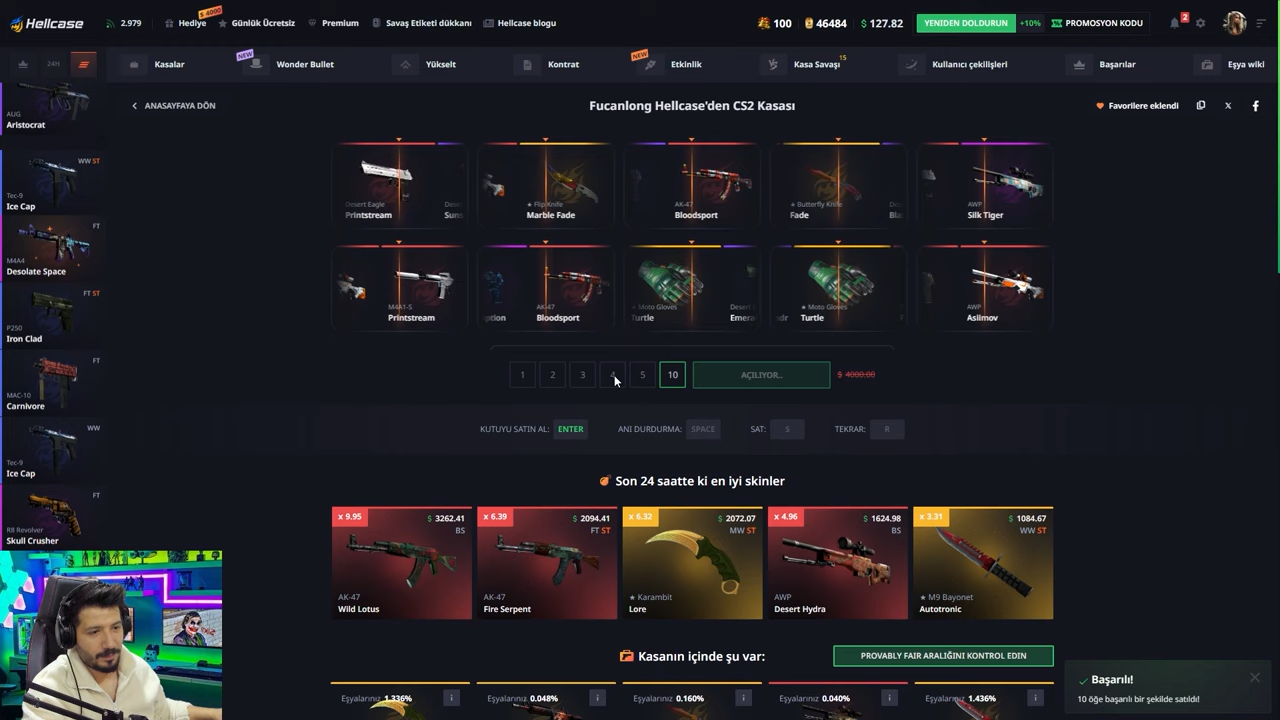 Hellcase
2.979
Hediye
$ 4000
Günlük Ücretsiz
Premium
Savaş Etiketi dükkanı
Hellcase blogu
100
46484
$ 127.82
YENİDEN DOLDURUN
+10%
PROMOSYON KODU
2
24H
Kasalar
NEW
Wonder Bullet
Yükselt
Kontrat
NEW
Etkinlik
Kasa Savaşı 15
Kullanıcı çekilişleri
Başarılar
Eşya wiki
ANASAYFAYA DÖN
Fucanlong Hellcase'den CS2 Kasası
Favorilere eklendi
AUG
Aristocrat
WW ST
Tec-9
Ice Cap
FT
M4A4
Desolate Space
FT ST
P250
Iron Clad
FT
MAC-10
Carnivore
WW
Tec-9
Ice Cap
FT
R8 Revolver
Skull Crusher
Desert Eagle
Printstream
★ Flip Knife
Marble Fade
AK-47
Bloodsport
★ Butterfly Knife
Fade
AWP
Silk Tiger
M4A1-S
Printstream
AK-47
Bloodsport
★ Moto Gloves
Turtle
★ Moto Gloves
Turtle
AWP
Asiimov
1
2
3
4
5
10
AÇILIYOR..
$ 4000.00
KUTUYU SATIN AL: ENTER
ANI DURDURMA: SPACE
SAT: S
TEKRAR: R
Son 24 saatte ki en iyi skinler
x 9.95
$ 3262.41
BS
AK-47
Wild Lotus
x 6.39
$ 2094.41
FT ST
AK-47
Fire Serpent
x 6.32
$ 2072.07
MW ST
★ Karambit
Lore
x 4.96
$ 1624.98
BS
AWP
Desert Hydra
x 3.31
$ 1084.67
WW ST
★ M9 Bayonet
Autotronic
Kasanın içinde şu var:
PROVABLY FAIR ARALIĞINI KONTROL EDIN
Eşyalarınız 1.336%
Eşyalarınız 0.048%
Eşyalarınız 0.160%
Eşyalarınız 0.040%
Eşyalarınız 1.436%
Başarılı!
10 öğe başarılı bir şekilde satıldı!